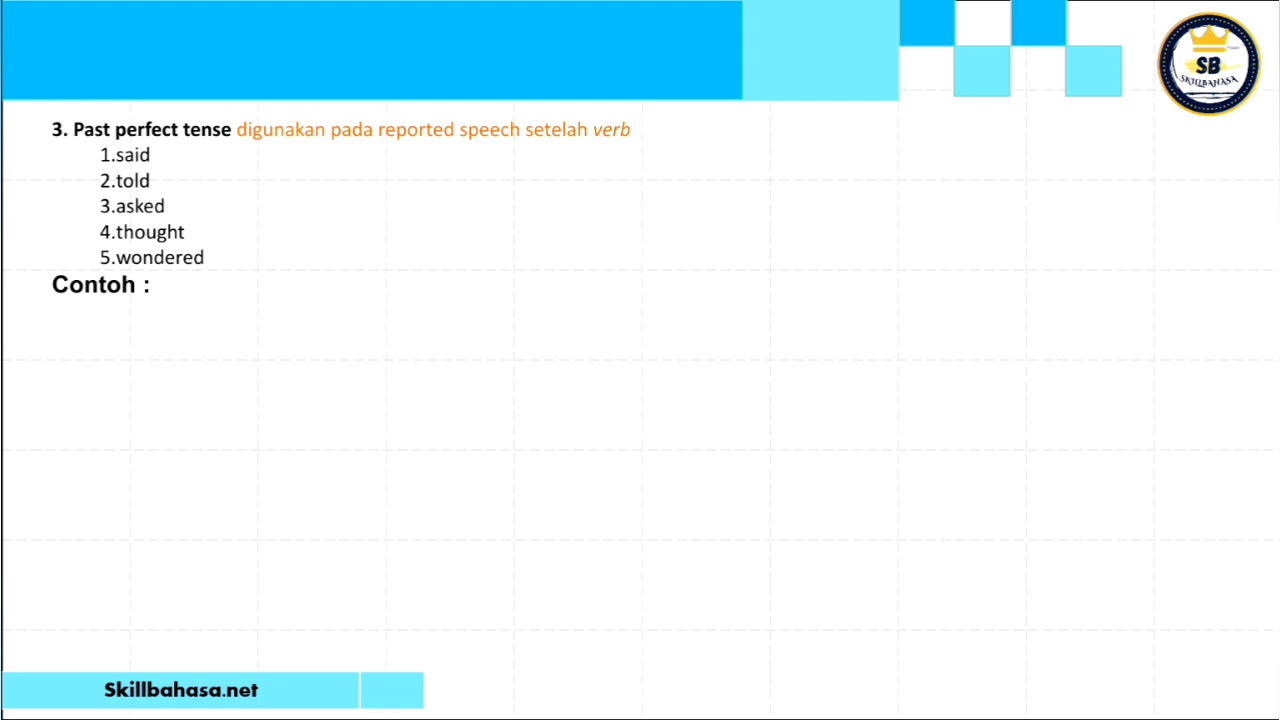 SB
SKILLBAHASA
3. Past perfect tense digunakan pada reported speech setelah verb
1.said
2.told
3.asked
4.thought
5.wondered
Contoh :
Skillbahasa.net